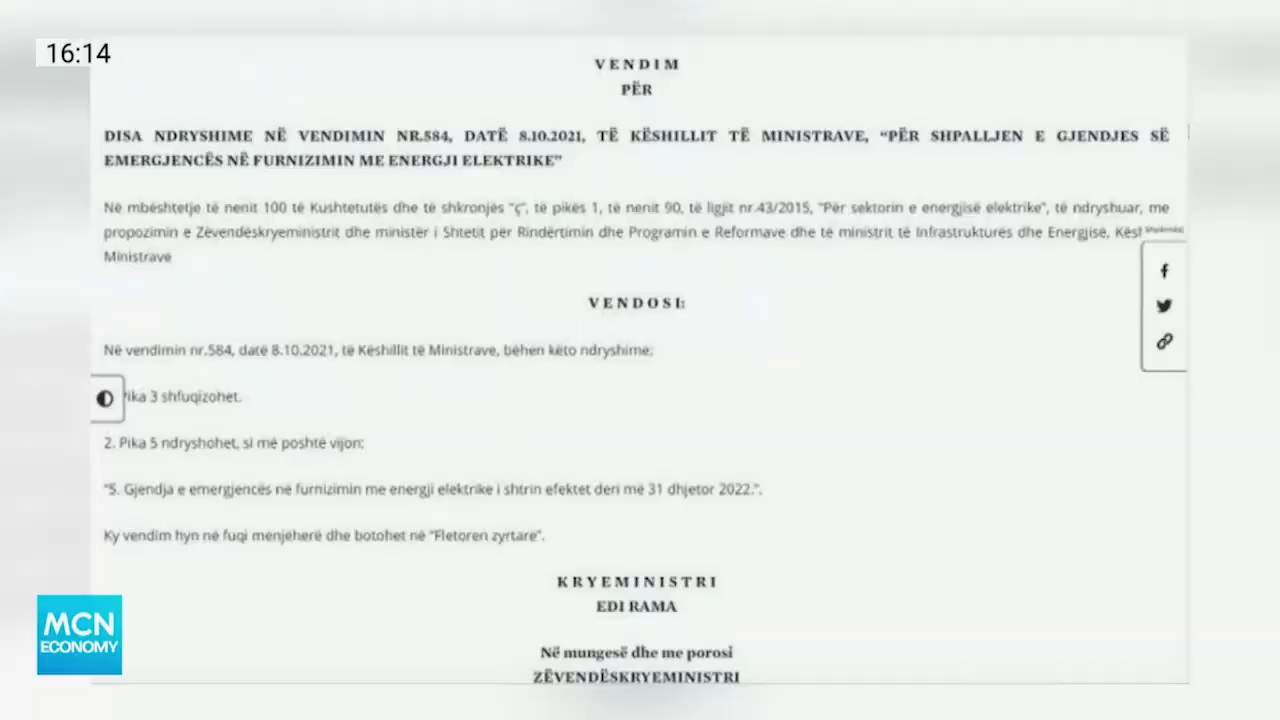 16:14
VENDIM
PËR
DISA NDRYSHIME NË VENDIMIN NR.584, DATË 8.10.2021, TË KËSHILLIT TË MINISTRAVE, “PËR SHPALLJEN E GJENDJES SË
EMERGJENCËS NË FURNIZIMIN ME ENERGJI ELEKTRIKE”
Në mbështetje të nenit 100 të Kushtetutës dhe të shkronjës “ç”, të pikës 1, të nenit 90, të ligjit nr.43/2015, “Për sektorin e energjisë elektrike”, të ndryshuar, me
propozimin e Zëvendëskryeministrit dhe ministër i Shtetit për Rindërtimin dhe Programin e Reformave dhe të ministrit të Infrastrukturës dhe Energjisë,
Ministrave
VENDOSI:
Në vendimin nr.584, datë 8.10.2021, të Këshillit të Ministrave, bëhen këto ndryshime:
3 shfuqizohet.
2. Pika 5 ndryshohet, si më poshtë vijon:
“5. Gjendja e emergjencës në furnizimin me energji elektrike i shtrin efektet deri më 31 dhjetor 2022.”.
Ky vendim hyn në fuqi menjëherë dhe botohet në “Fletoren zyrtare”.
KRYEMINISTRI
EDI RAMA
Në mungesë dhe me porosi
ZËVENDËSKRYEMINISTRI
MCN
ECONOMY